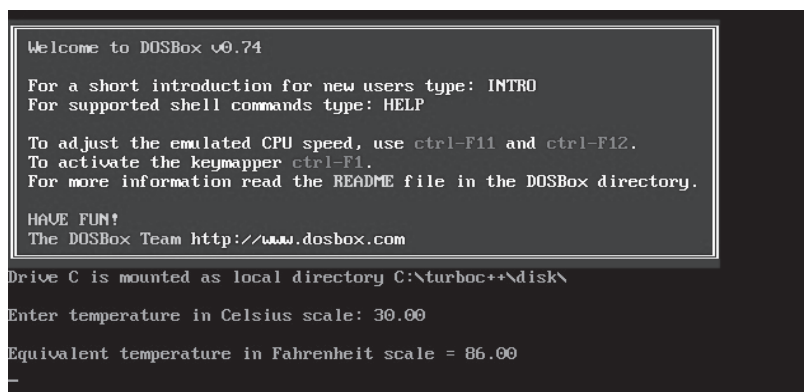 Welcome to DOSBox v0.74
For a short introduction for new users type: INTRO
For supported shell commands type: HELP
To adjust the emulated CPU speed, use ctrl-F11 and ctrl-F12.
To activate the keymapper ctrl-F1.
For more information read the README file in the DOSBox directory.
HAVE FUN!
The DOSBox Team http://www.dosbox.com
Drive C is mounted as local directory C:\turboc++\disk\
Enter temperature in Celsius scale: 30.00
Equivalent temperature in Fahrenheit scale = 86.00